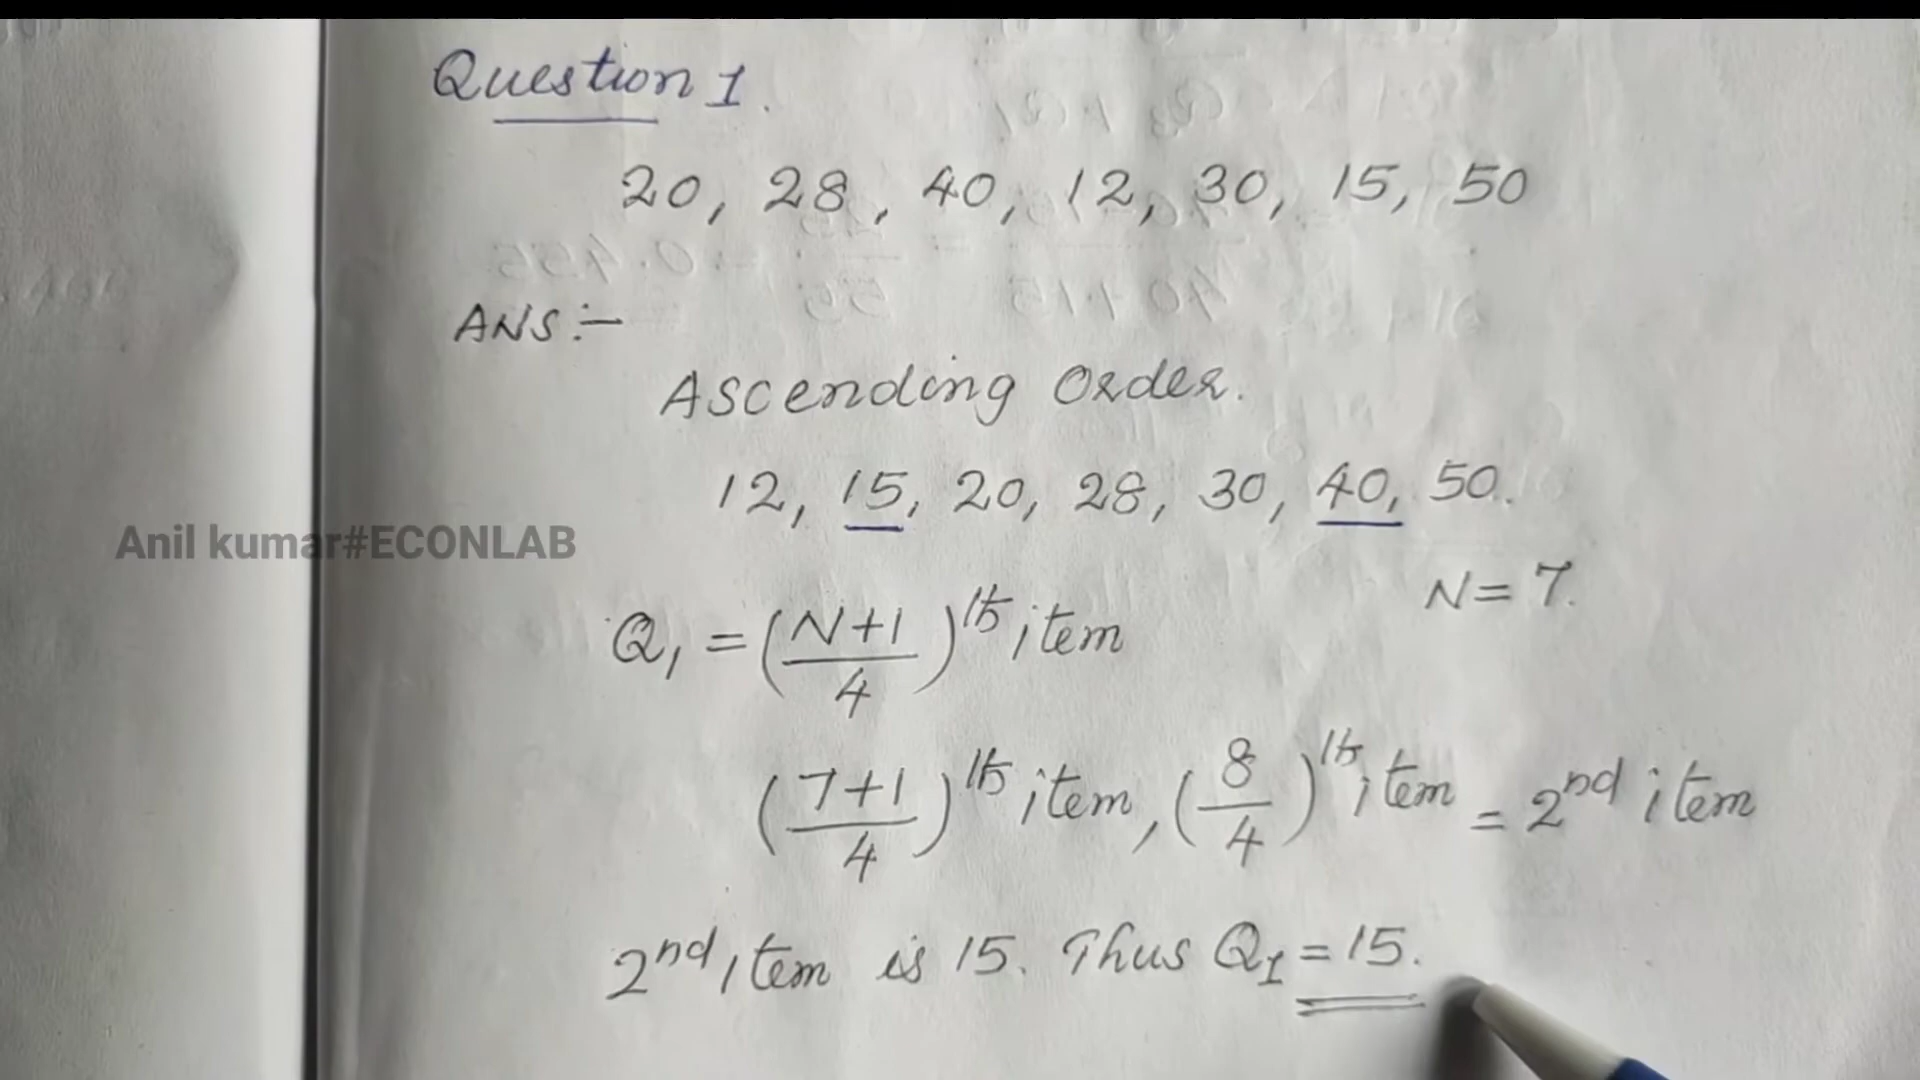 Question 1.
20, 28, 40, 12, 30, 15, 50
ANS :-
Ascending Order.
12, 15, 20, 28, 30, 40, 50.
Anil kumar#ECONLAB
N = 7.
Q1 = (N+1/4)th item
(7+1/4)th item, (8/4)th item = 2nd item
2nd item is 15. Thus Q1 = 15.